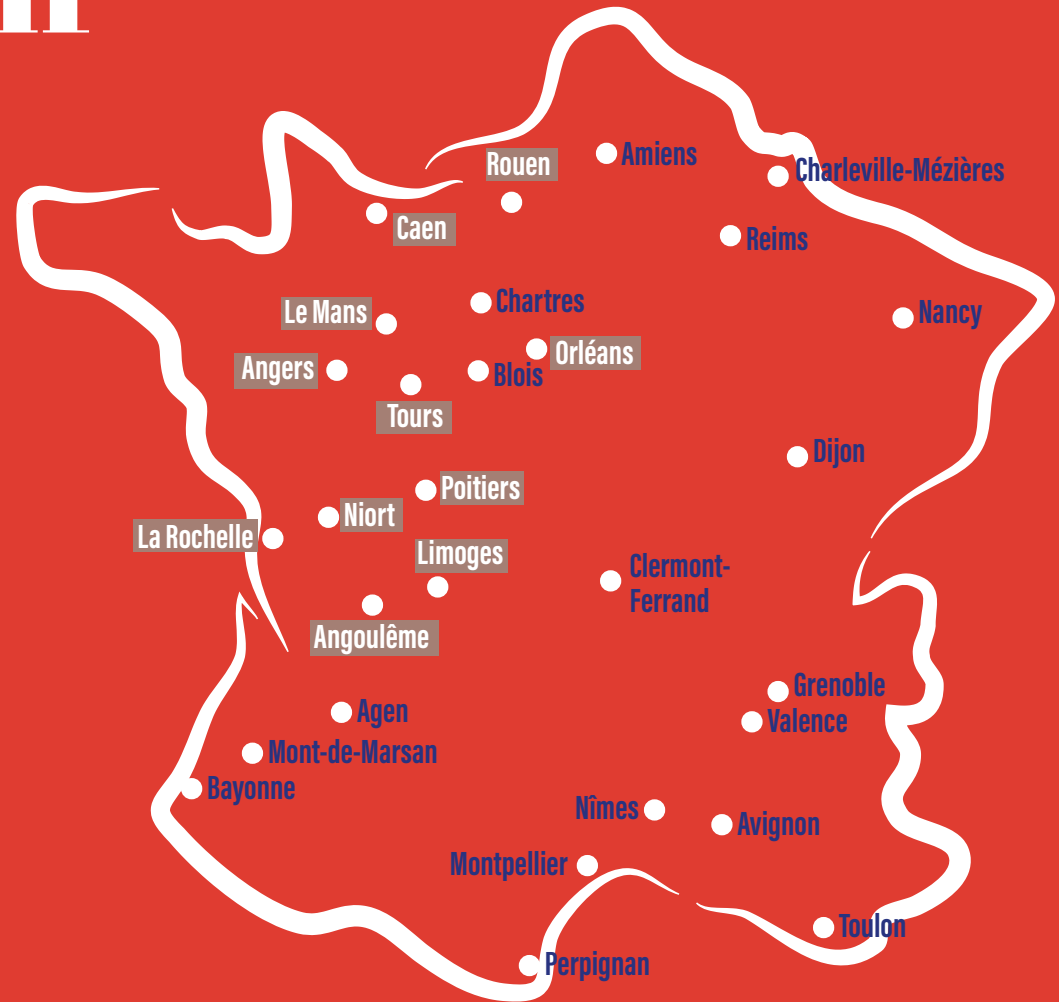 Rouen
Amiens
Charleville-Mézières
Caen
Reims
Le Mans
Chartres
Nancy
Angers
Orléans
Blois
Tours
Dijon
Poitiers
Niort
La Rochelle
Limoges
Clermont-
Ferrand
Angoulême
Grenoble
Agen
Valence
Mont-de-Marsan
Bayonne
Nîmes
Avignon
Montpellier
Toulon
Perpignan